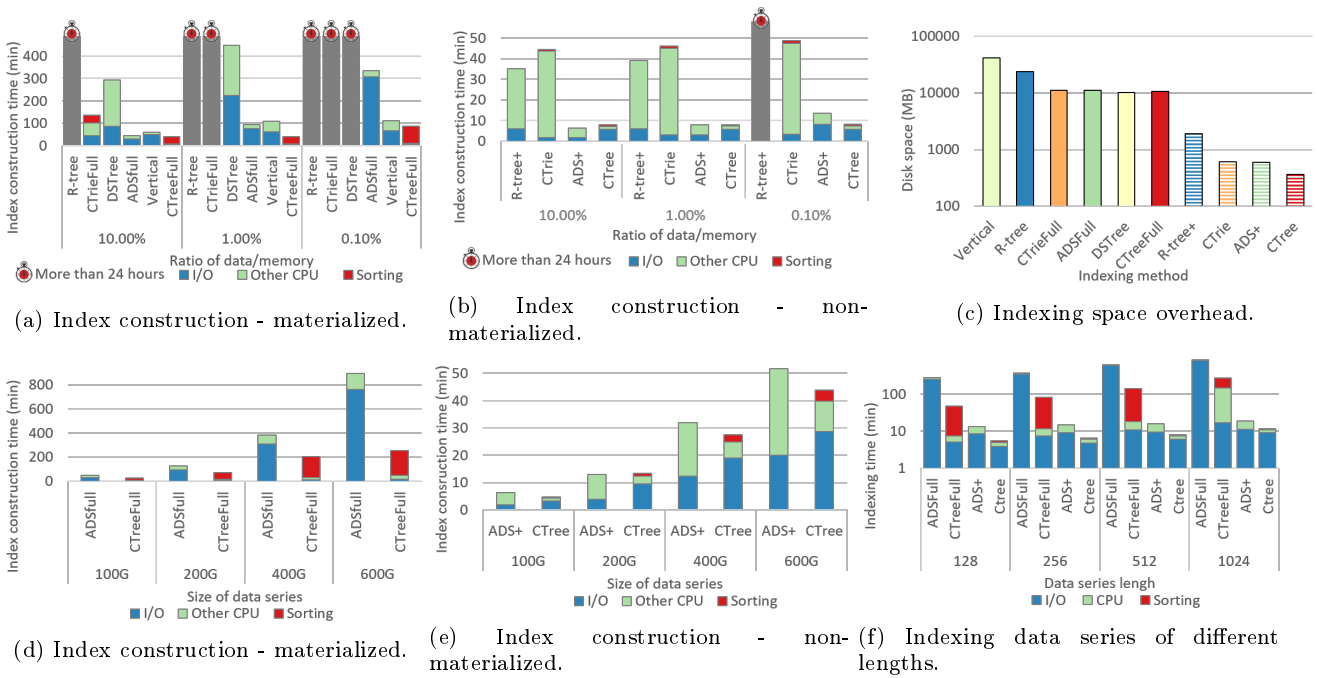 Index construction time (min)
400
300
200
100
0
R-tree
CTrieFull
DSTree
ADSfull
Vertical
CTreeFull
R-tree
CTrieFull
DSTree
ADSfull
Vertical
CTreeFull
R-tree
CTrieFull
DSTree
ADSfull
Vertical
CTreeFull
10.00%
1.00%
0.10%
Ratio of data/memory
More than 24 hours
I/O
Other CPU
Sorting
(a) Index construction - materialized.
Index construction time (min)
50
40
30
20
10
0
R-tree+
CTrie
ADS+
CTree
R-tree+
CTrie
ADS+
CTree
R-tree+
CTrie
ADS+
CTree
10.00%
1.00%
0.10%
Ratio of data/memory
More than 24 hours
I/O
Other CPU
Sorting
(b) Index construction - non-
materialized.
Disk space (MB)
100000
10000
1000
100
Vertical
R-tree
CTrieFull
ADSFull
DSTree
CTreeFull
R-tree+
CTrie
ADS+
CTree
Indexing method
(c) Indexing space overhead.
Index construction time (min)
800
600
400
200
0
ADSfull
CTreeFull
ADSfull
CTreeFull
ADSfull
CTreeFull
ADSfull
CTreeFull
100G
200G
400G
600G
Size of data series
I/O
Other CPU
Sorting
(d) Index construction - materialized.
Index construction time (min)
50
40
30
20
10
0
ADS+ CTree ADS+ CTree ADS+ CTree ADS+ CTree
100G
200G
400G
600G
Size of data series
I/O
Other CPU
Sorting
(e) Index construction - non-
materialized.
Indexing time (min)
100
10
1
ADSFull
CTreeFull
ADS+
Ctree
ADSFull
CTreeFull
ADS+
Ctree
ADSFull
CTreeFull
ADS+
Ctree
ADSFull
CTreeFull
ADS+
Ctree
128
256
512
1024
Data series lengh
I/O
CPU
Sorting
(f) Indexing data series of different
lengths.